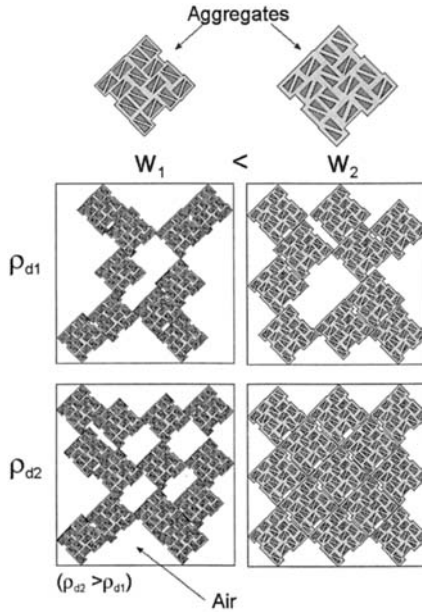 Aggregates
W₁ < W₂
ρd1
ρd2
(ρd2 >ρd1)
Air